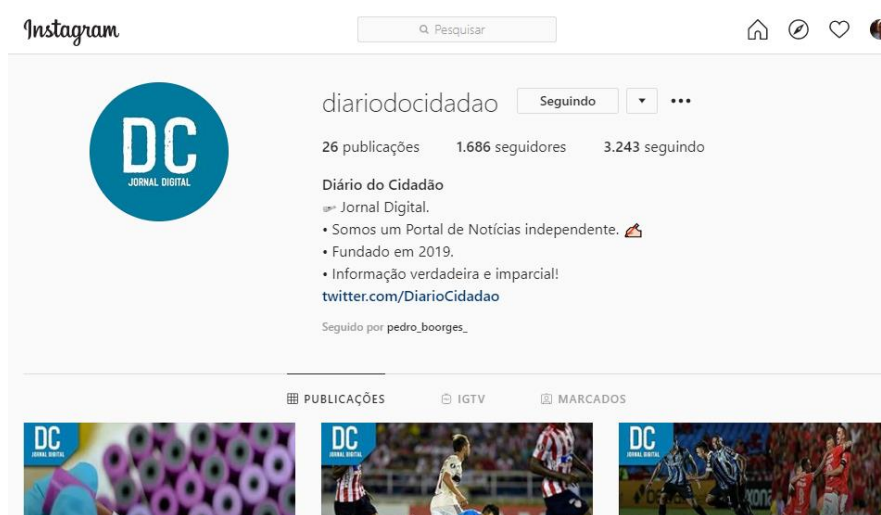 Instagram
Pesquisar
diariodocidadao Seguindo
26 publicações 1.686 seguidores 3.243 seguindo
DC
JORNAL DIGITAL
Diário do Cidadão
Jornal Digital.
• Somos um Portal de Notícias independente.
• Fundado em 2019.
• Informação verdadeira e imparcial!
twitter.com/DiarioCidadao
Seguido por pedro_boorges_
PUBLICAÇÕES IGTV MARCADOS
DC DC DC
JORNAL DIGITAL JORNAL DIGITAL JORNAL DIGITAL